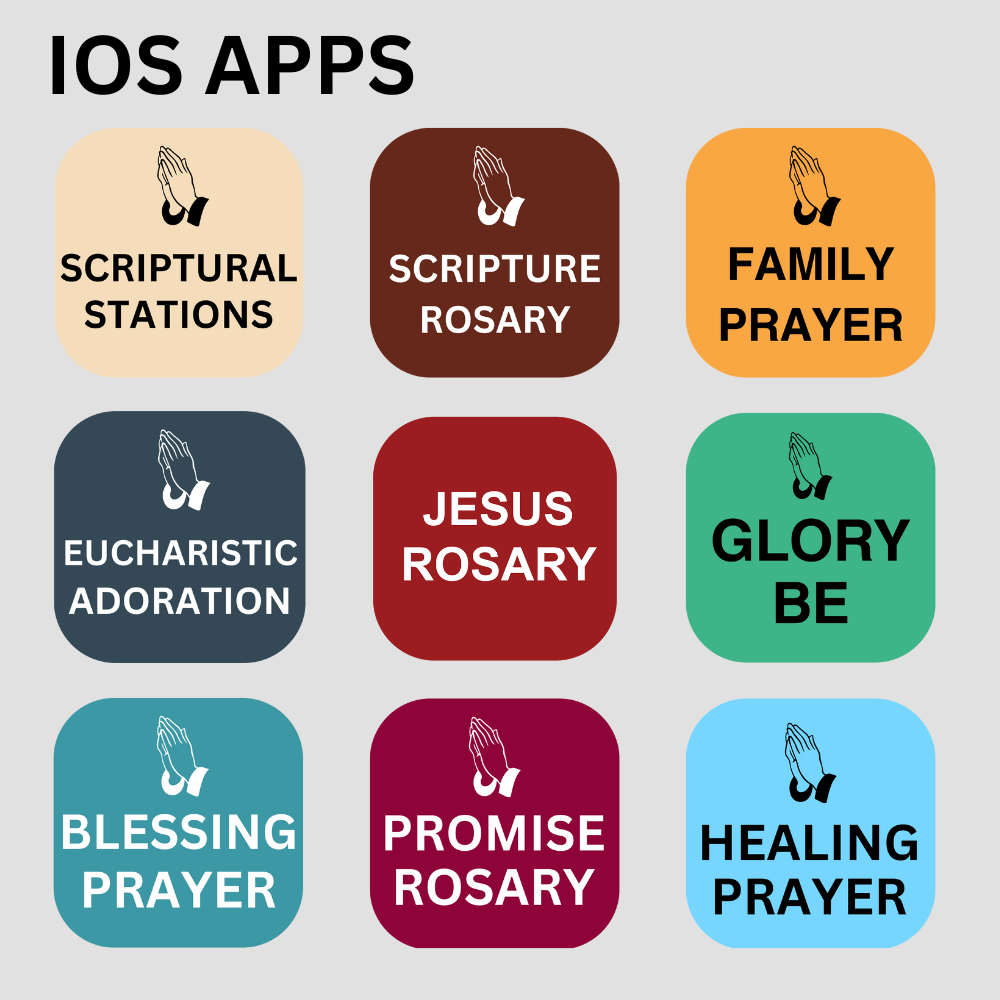 IOS APPS
SCRIPTURAL
STATIONS
SCRIPTURE
ROSARY
FAMILY
PRAYER
EUCHARISTIC
ADORATION
JESUS
ROSARY
GLORY
BE
BLESSING
PRAYER
PROMISE
ROSARY
HEALING
PRAYER